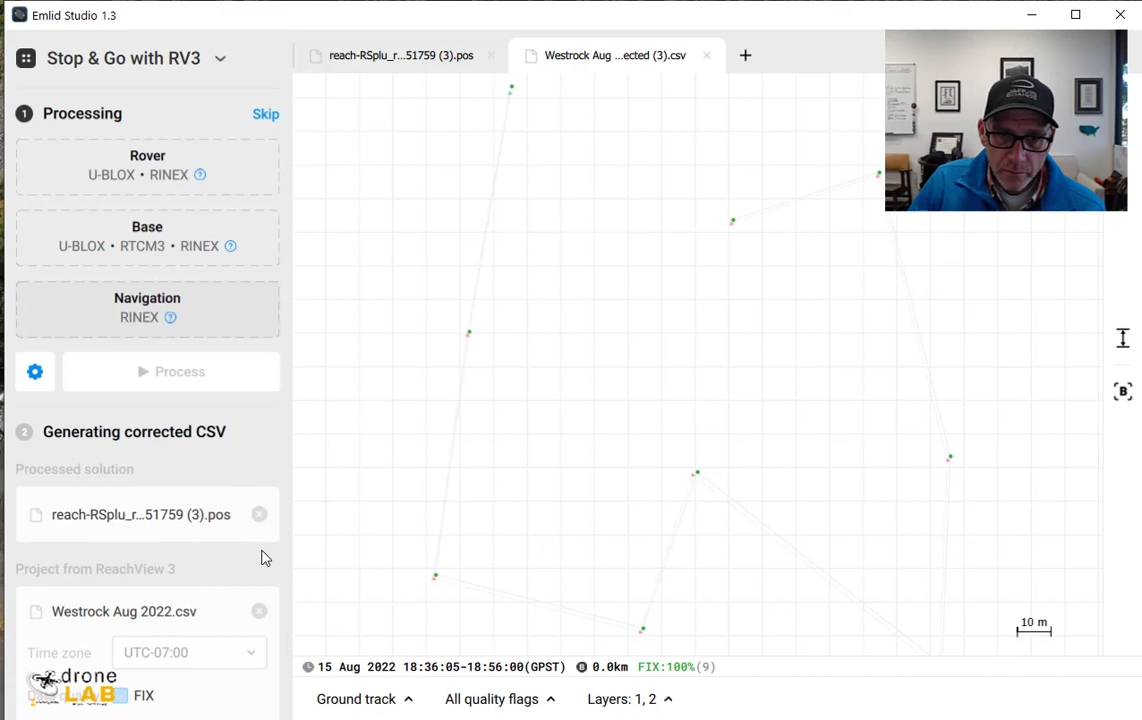 Emlid Studio 1.3
Stop & Go with RV3
reach-RSplu_r...51759 (3).pos
Westrock Aug ...ected (3).csv
1 Processing Skip
Rover
U-BLOX • RINEX ?
Base
U-BLOX • RTCM3 • RINEX ?
Navigation
RINEX ?
Process
2 Generating corrected CSV
Processed solution
reach-RSplu_r...51759 (3).pos
Project from ReachView 3
Westrock Aug 2022.csv
Time zone UTC-07:00
drone
LAB
FIX
B
10 m
15 Aug 2022 18:36:05-18:56:00(GPST) B 0.0km FIX:100%(9)
Ground track All quality flags Layers: 1, 2